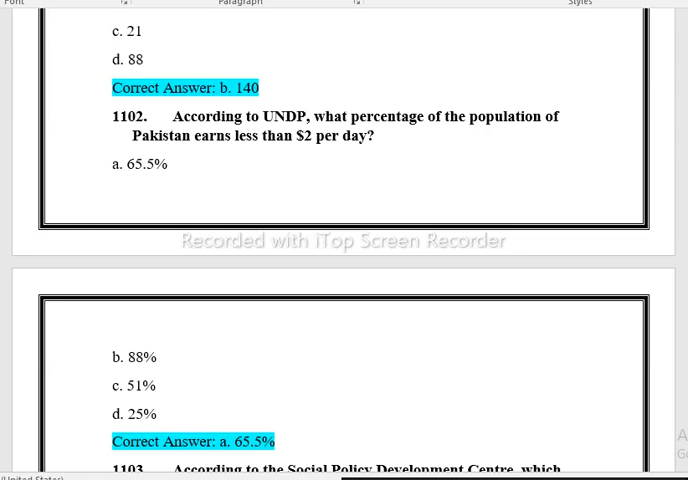 Font
Paragraph
Styles
c. 21
d. 88
Correct Answer: b. 140
1102. According to UNDP, what percentage of the population of
Pakistan earns less than $2 per day?
a. 65.5%
Recorded with iTop Screen Recorder
b. 88%
c. 51%
d. 25%
Correct Answer: a. 65.5%
1103. According to the Social Policy Development Centre, which
(United States)